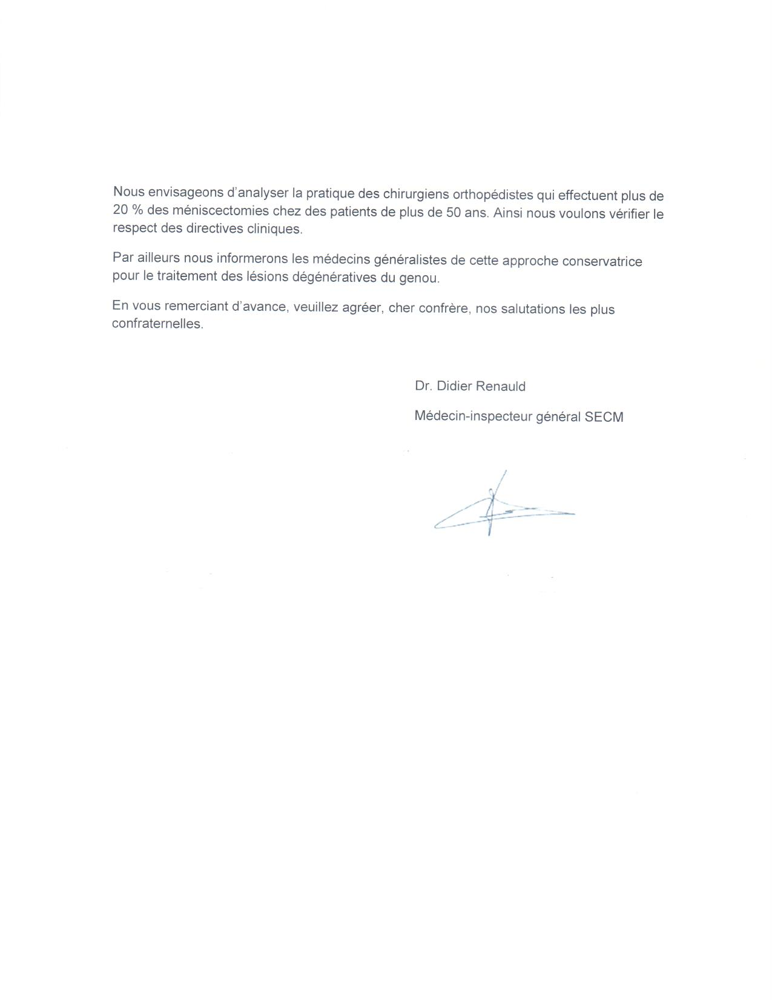 Nous envisageons d'analyser la pratique des chirurgiens orthopédistes qui effectuent plus de
20 % des méniscectomies chez des patients de plus de 50 ans. Ainsi nous voulons vérifier le
respect des directives cliniques.
Par ailleurs nous informerons les médecins généralistes de cette approche conservatrice
pour le traitement des lésions dégénératives du genou.
En vous remerciant d'avance, veuillez agréer, cher confrère, nos salutations les plus
confraternelles.
Dr. Didier Renauld
Médecin-inspecteur général SECM